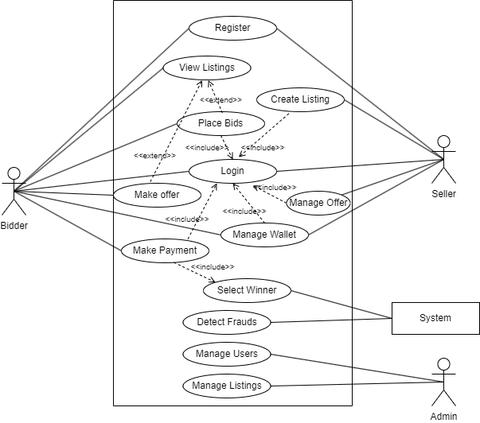 Register
View Listings
<<extend>>
Create Listing
Place Bids
<<include>>
<<include>>
<<extend>>
Login
Bidder
Seller
Make offer
<<include>>
Manage Offer
<<include>>
<<include>>
Manage Wallet
Make Payment
<<include>>
Select Winner
Detect Frauds
System
Manage Users
Manage Listings
Admin